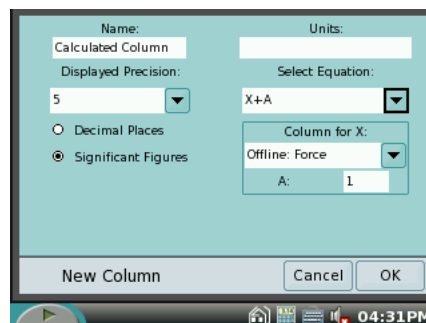 Name:
Units:
Calculated Column
Displayed Precision:
Select Equation:
5
X+A
Decimal Places
Significant Figures
Column for X:
Offline: Force
A:
1
New Column
Cancel
OK
04:31PM